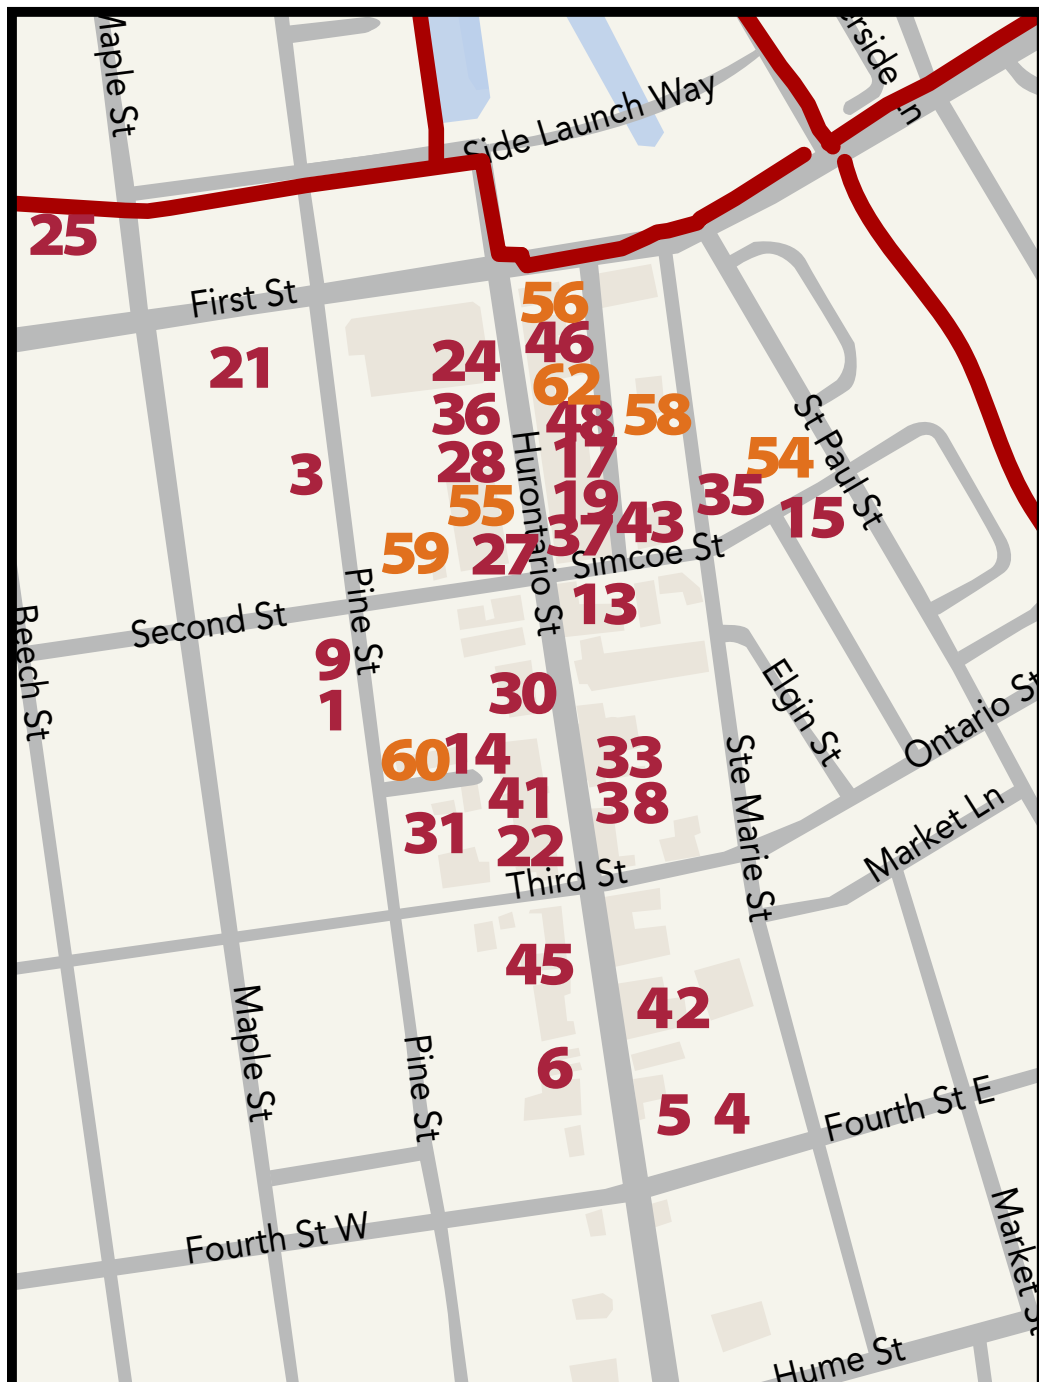 Maple St
erside Ln
Side Launch Way
25
First St
56
46
21
24
62
36
48
58
Hurontario St
28
17
54
St Paul St
3
55
19
35
15
59
27
37
43
Simcoe St
Pine St
13
Second St
Beech St
9
30
1
Elgin St
Ontario St
60
14
33
Ste Marie St
41
38
31
22
Market Ln
Third St
45
Maple St
42
Pine St
6
5
4
Fourth St E
Fourth St W
Market St
Hume St